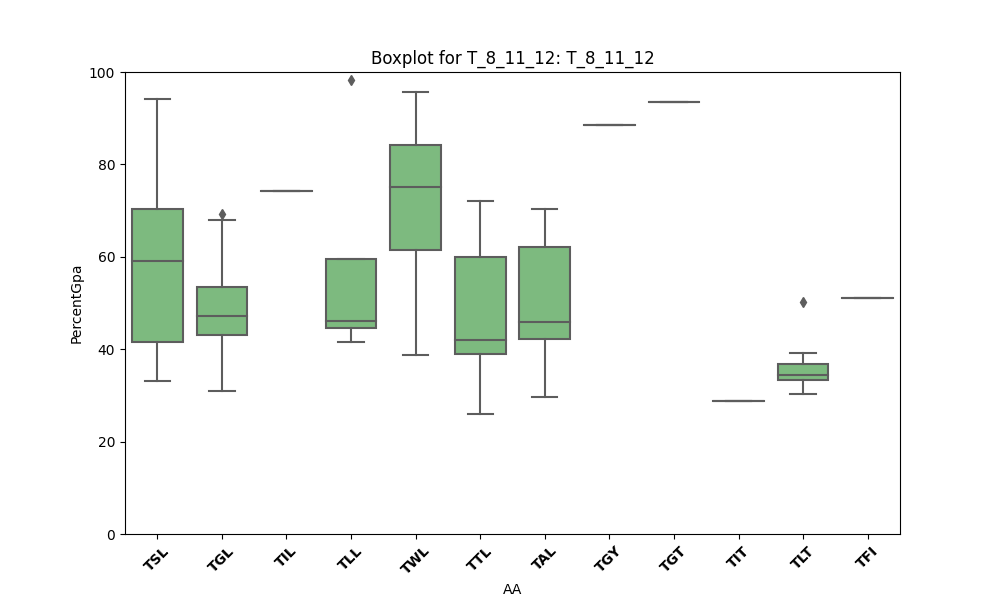 Boxplot for T_8_11_12: T_8_11_12
100
80
60
40
20
0
PercentGpa
TSL TGL TIL TLL TWL TTL TAL TGY TGT TIT TLT TFI
AA